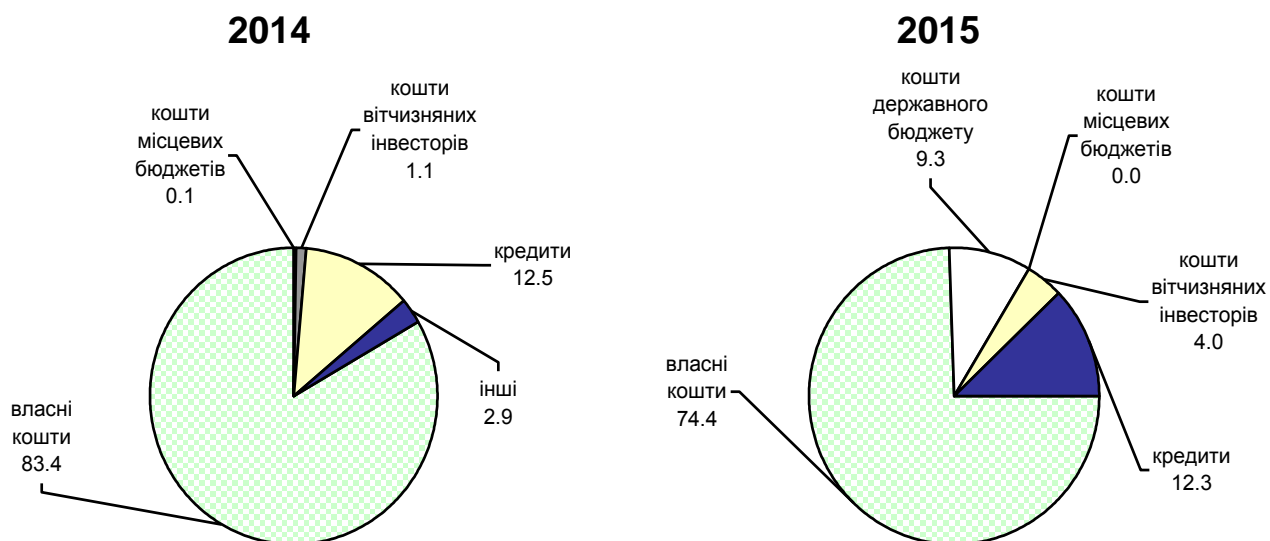 2014
кошти
місцевих
бюджетів
0.1
кошти
вітчизняних
інвесторів
1.1
кредити
12.5
інші
2.9
власні
кошти
83.4
2015
кошти
державного
бюджету
9.3
кошти
місцевих
бюджетів
0.0
кошти
вітчизняних
інвесторів
4.0
кредити
12.3
власні
кошти
74.4